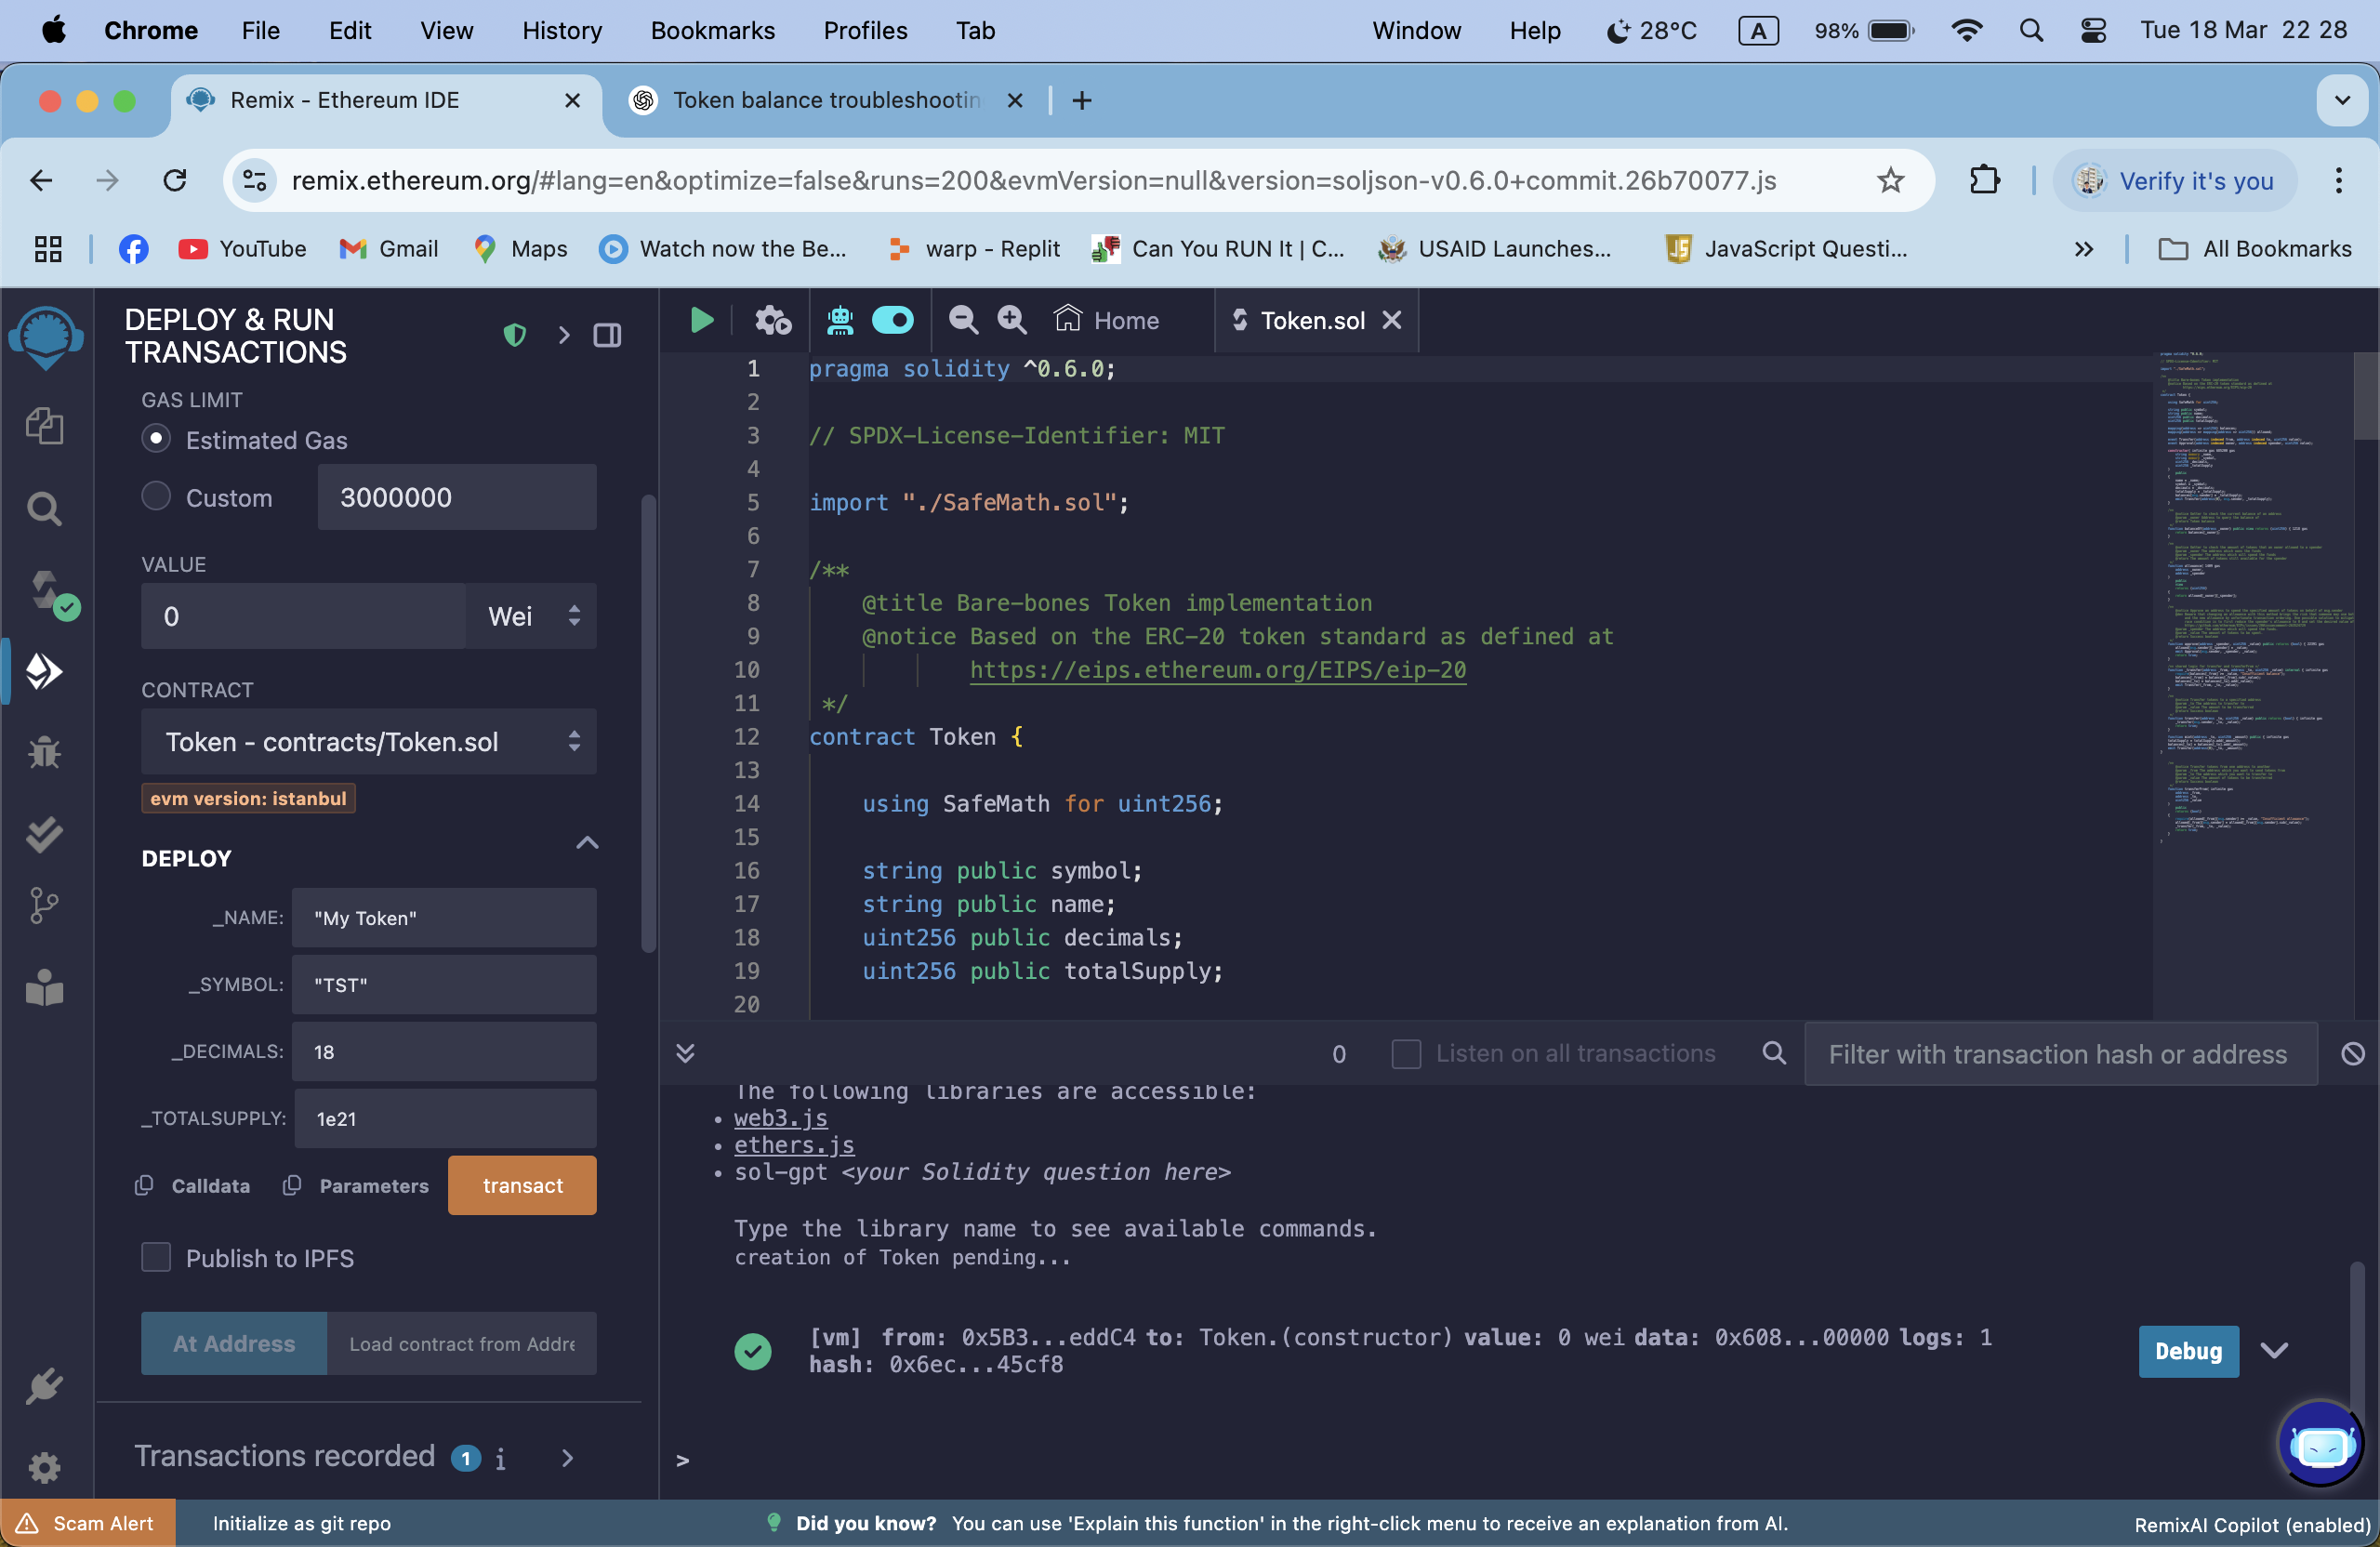 Chrome File Edit View History Bookmarks Profiles Tab Window Help 28°C A 98% Tue 18 Mar 22 28
Remix - Ethereum IDE
Token balance troubleshootin
remix.ethereum.org/#lang=en&optimize=false&runs=200&evmVersion=null&version=soljson-v0.6.0+commit.26b70077.js
Verify it's you
YouTube Gmail Maps Watch now the Be... warp - Replit Can You RUN It | C... USAID Launches... JavaScript Questi... All Bookmarks
DEPLOY & RUN
TRANSACTIONS
GAS LIMIT
Estimated Gas
Custom 3000000
VALUE
0 Wei
CONTRACT
Token - contracts/Token.sol
evm version: istanbul
DEPLOY
_NAME: "My Token"
_SYMBOL: "TST"
_DECIMALS: 18
_TOTALSUPPLY: 1e21
Calldata Parameters transact
Publish to IPFS
At Address Load contract from Addre
Transactions recorded 1 i
Home Token.sol
1 pragma solidity ^0.6.0;
2
3 // SPDX-License-Identifier: MIT
4
5 import "./SafeMath.sol";
6
7 /**
8 @title Bare-bones Token implementation
9 @notice Based on the ERC-20 token standard as defined at
10 https://eips.ethereum.org/EIPS/eip-20
11 */
12 contract Token {
13
14 using SafeMath for uint256;
15
16 string public symbol;
17 string public name;
18 uint256 public decimals;
19 uint256 public totalSupply;
20
0 Listen on all transactions Filter with transaction hash or address
The following libraries are accessible:
• web3.js
• ethers.js
• sol-gpt <your Solidity question here>
Type the library name to see available commands.
creation of Token pending...
[vm] from: 0x5B3...eddC4 to: Token.(constructor) value: 0 wei data: 0x608...00000 logs: 1
hash: 0x6ec...45cf8
Debug
>
Scam Alert Initialize as git repo Did you know? You can use 'Explain this function' in the right-click menu to receive an explanation from AI. RemixAI Copilot (enabled)